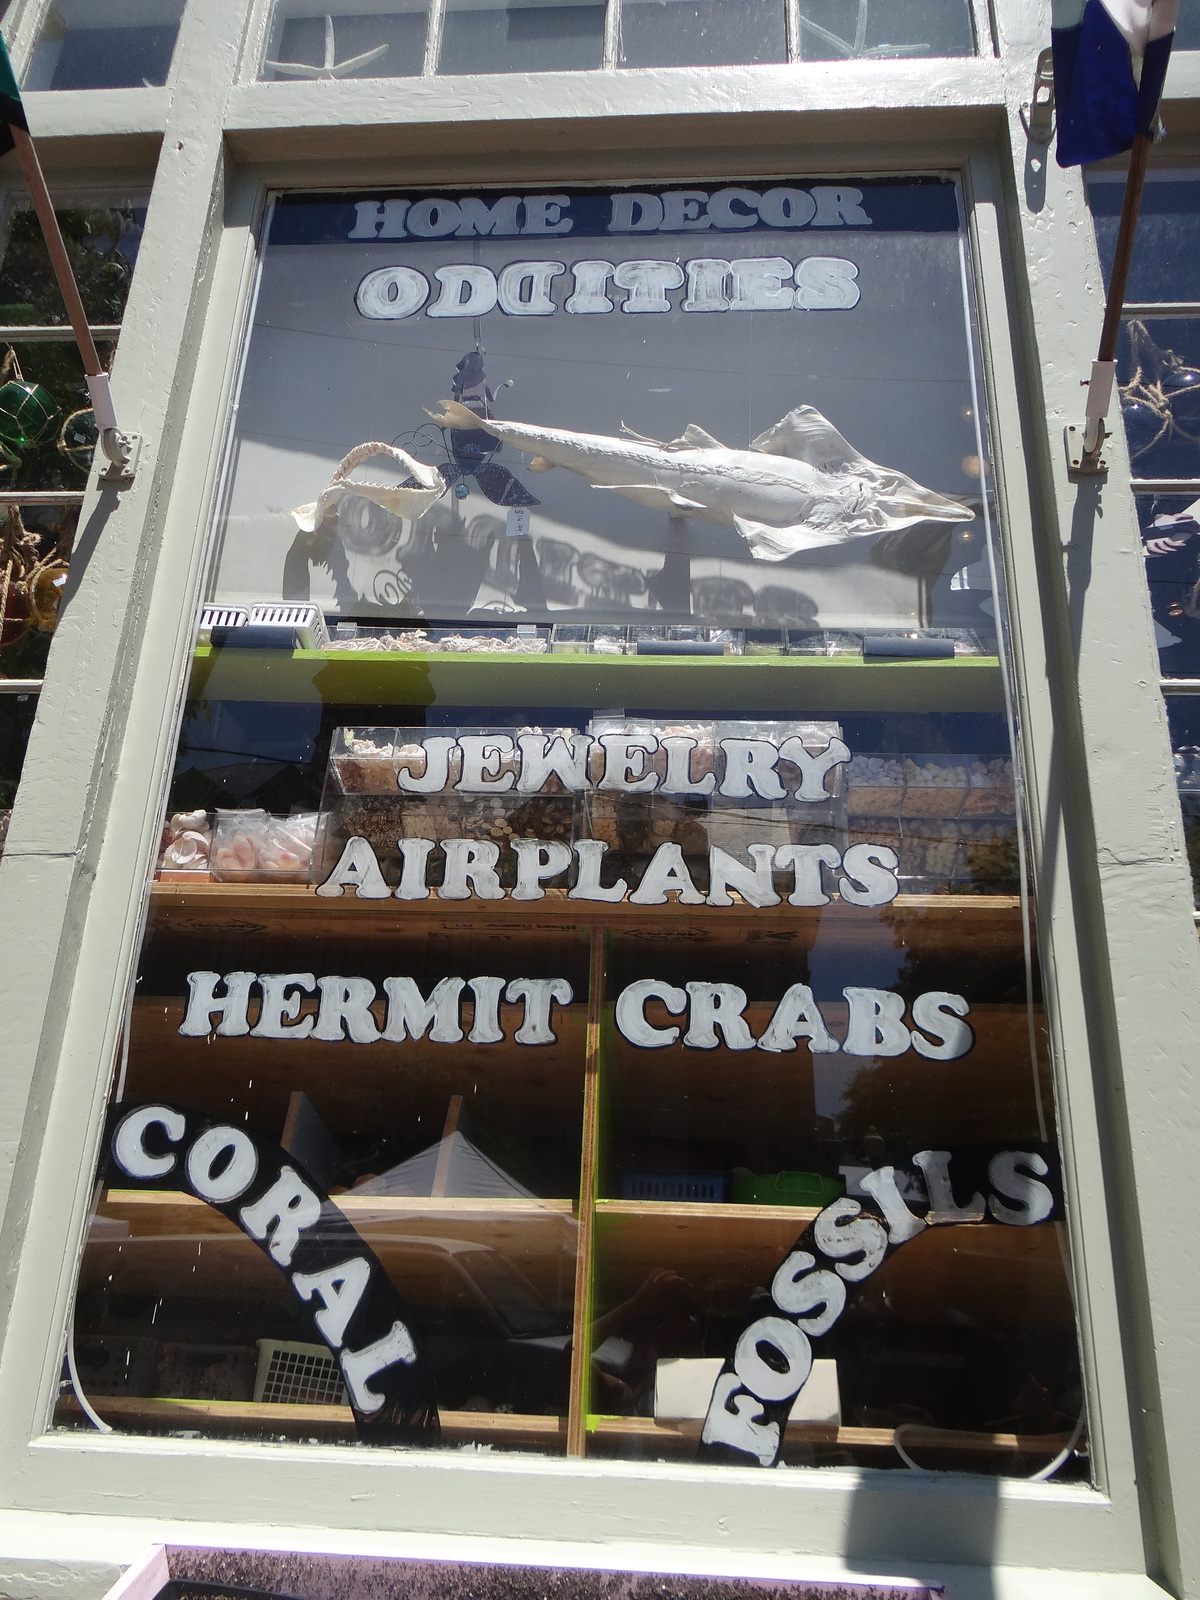 HOME DECOR
ODDITIES
JEWELRY
AIRPLANTS
HERMIT CRABS
CORAL
FOSSILS